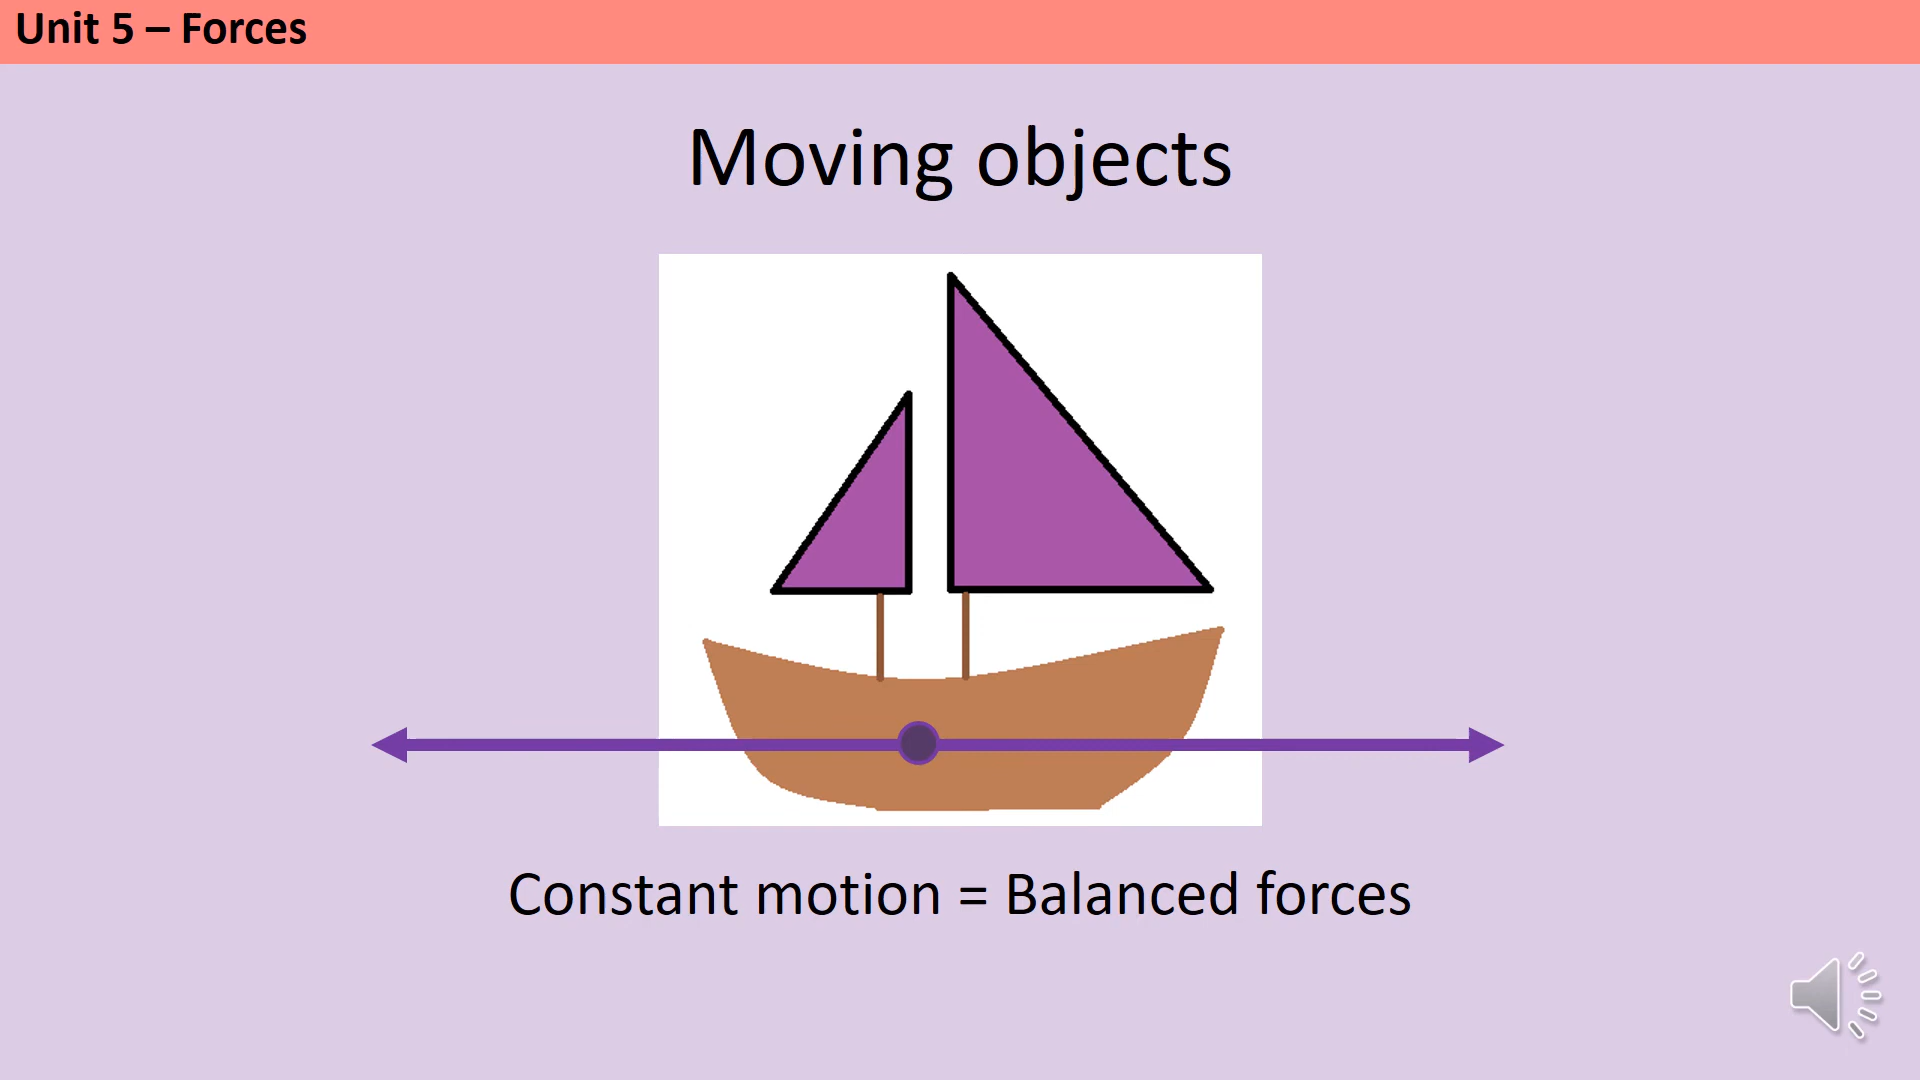 Unit 5 – Forces
Moving objects
Constant motion = Balanced forces